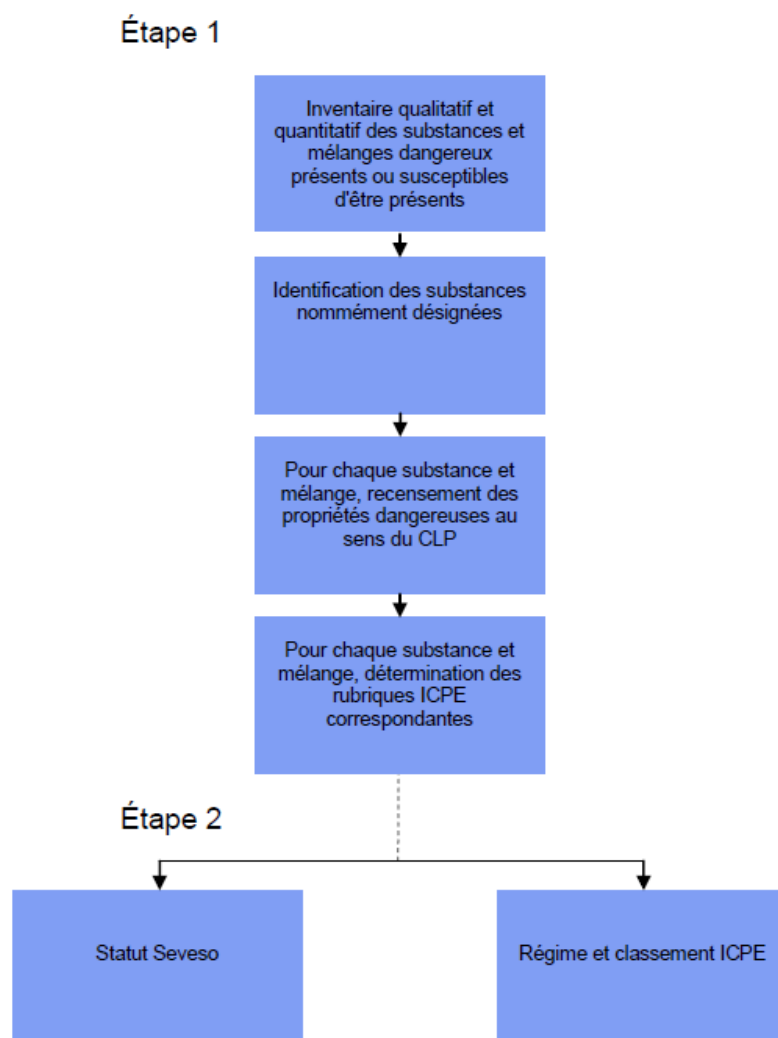 Étape 1
Inventaire qualitatif et
quantitatif des substances et
mélanges dangereux
présents ou susceptibles
d'être présents
Identification des substances
nommément désignées
Pour chaque substance et
mélange, recensement des
propriétés dangereuses au
sens du CLP
Pour chaque substance et
mélange, détermination des
rubriques ICPE
correspondantes
Étape 2
Statut Seveso
Régime et classement ICPE